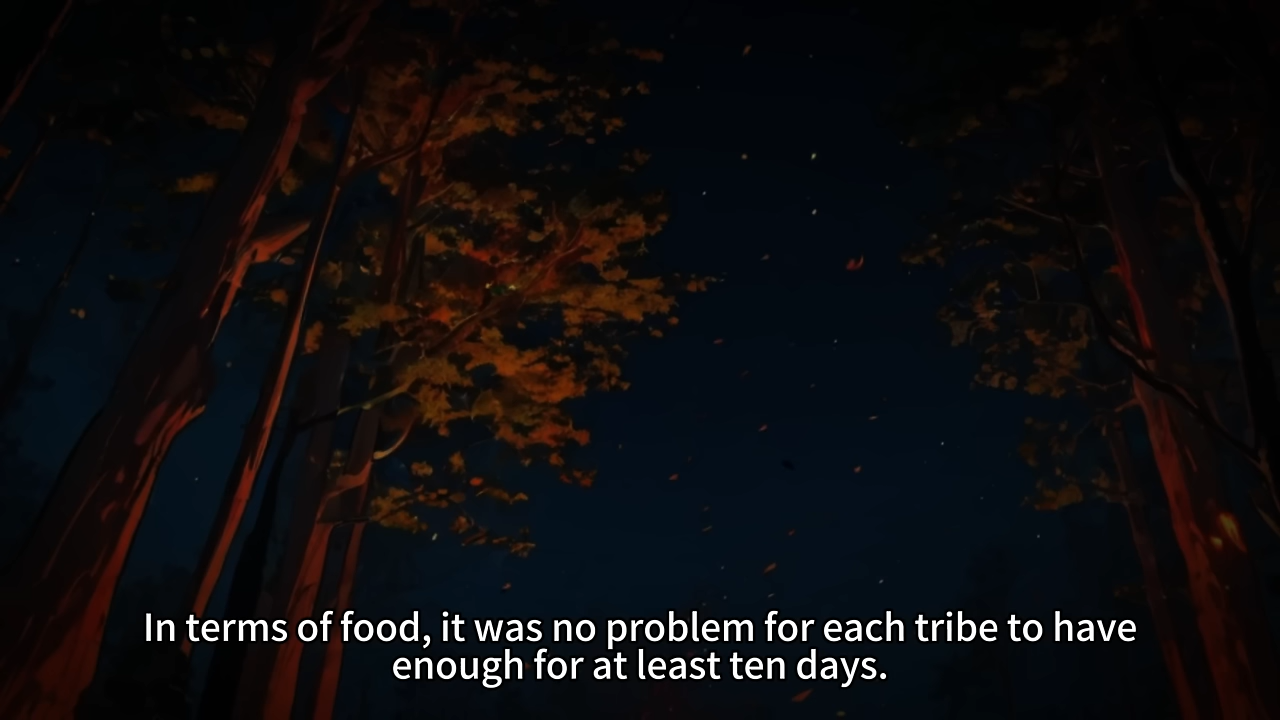 In terms of food, it was no problem for each tribe to have
enough for at least ten days.